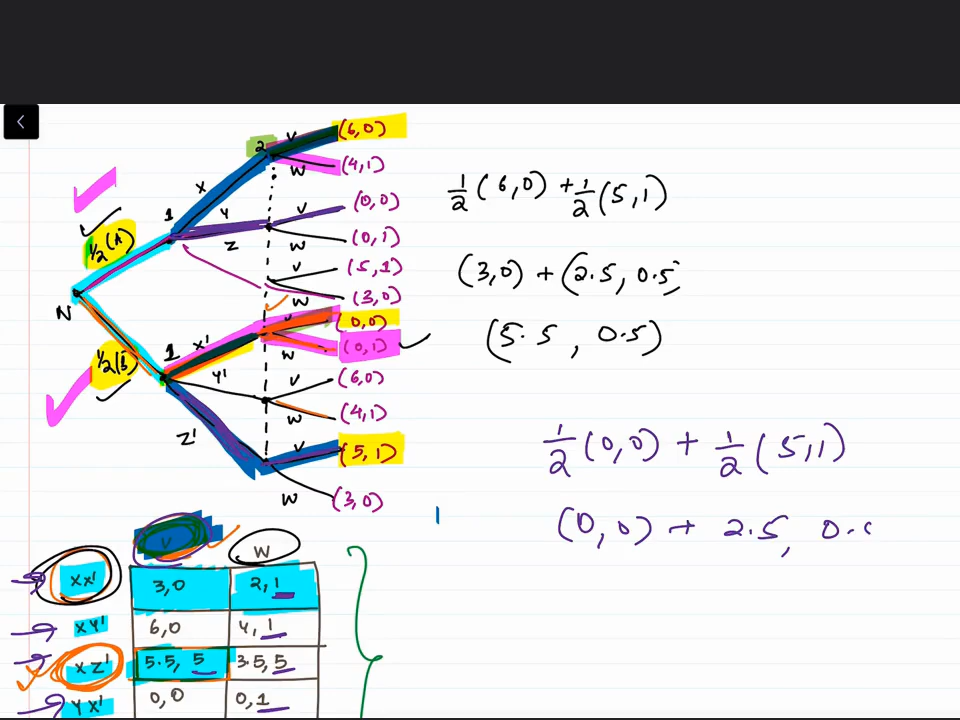 2
V
(6,0)
W
(4,1)
X
1
Y
V
(0,0)
Z
W
(0,1)
½(A)
V
(5,1)
W
(3,0)
N
V
(0,0)
1
X'
W
(0,1)
½(B)
Y'
V
(6,0)
W
(4,1)
Z'
V
(5,1)
W
(3,0)
1/2 (6,0) + 1/2 (5,1)
(3,0) + (2.5, 0.5)
(5.5, 0.5)
1/2 (0,0) + 1/2 (5,1)
(0,0) + 2.5, 0.
V W
XX' 3,0 2,1
XY' 6,0 4,1
XZ' 5.5, 5 3.5, 5
YX' 0,0 0,1